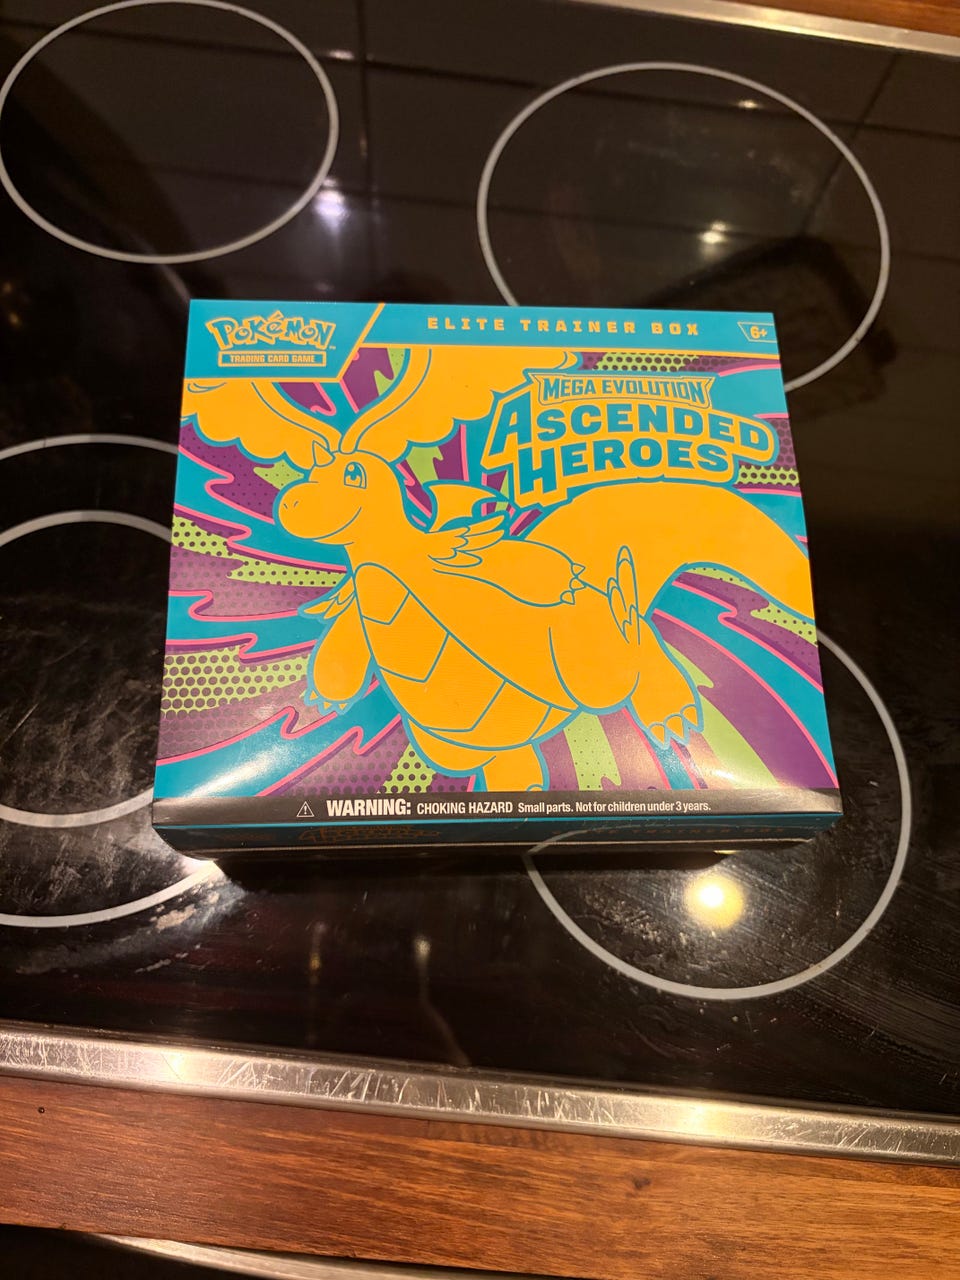 POKÉMON
TRADING CARD GAME
ELITE TRAINER BOX
6+
MEGA EVOLUTION
ASCENDED
HEROES
WARNING: CHOKING HAZARD Small parts. Not for children under 3 years.